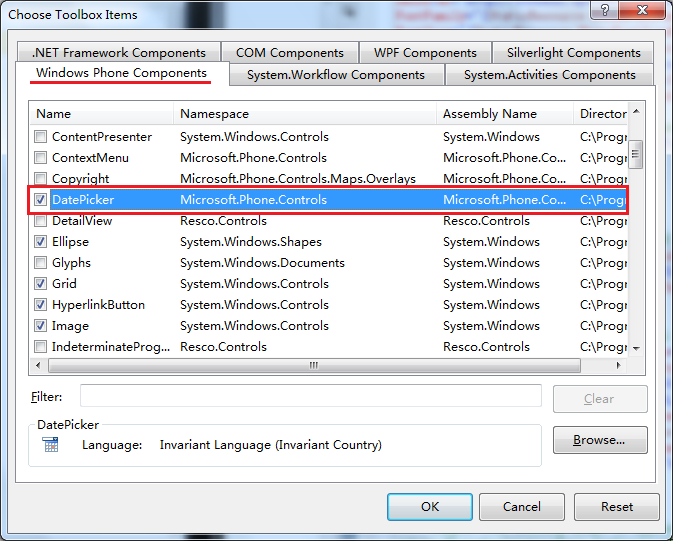 Choose Toolbox Items
.NET Framework Components COM Components WPF Components Silverlight Components
Windows Phone Components System.Workflow Components System.Activities Components
Name Namespace Assembly Name Director
ContentPresenter System.Windows.Controls System.Windows C:\Progr
ContextMenu Microsoft.Phone.Controls Microsoft.Phone.Co... C:\Progr
Copyright Microsoft.Phone.Controls.Maps.Overlays Microsoft.Phone.Co... C:\Progr
DatePicker Microsoft.Phone.Controls Microsoft.Phone.Co... C:\Progr
DetailView Resco.Controls Resco.Controls C:\Progr
Ellipse System.Windows.Shapes System.Windows C:\Progr
Glyphs System.Windows.Documents System.Windows C:\Progr
Grid System.Windows.Controls System.Windows C:\Progr
HyperlinkButton System.Windows.Controls System.Windows C:\Progr
Image System.Windows.Controls System.Windows C:\Progr
IndeterminateProg... Resco.Controls Resco.Controls C:\Progr
Filter: Clear
DatePicker
Language: Invariant Language (Invariant Country) Browse...
OK Cancel Reset